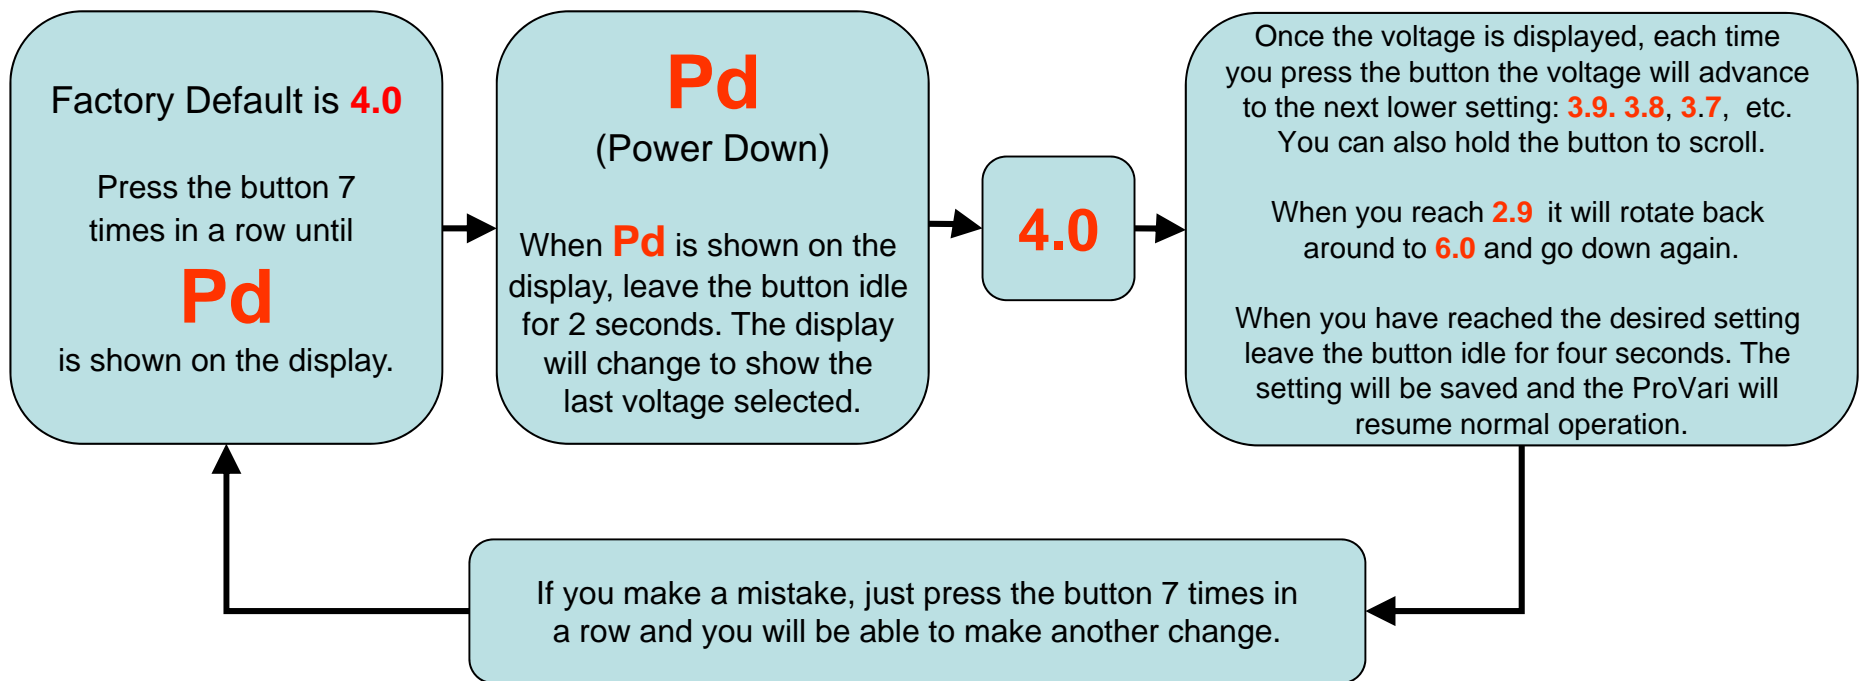 Factory Default is 4.0
Press the button 7
times in a row until
Pd
is shown on the display.
Pd
(Power Down)
When Pd is shown on the
display, leave the button idle
for 2 seconds. The display
will change to show the
last voltage selected.
4.0
Once the voltage is displayed, each time
you press the button the voltage will advance
to the next lower setting: 3.9. 3.8, 3.7, etc.
You can also hold the button to scroll.
When you reach 2.9 it will rotate back
around to 6.0 and go down again.
When you have reached the desired setting
leave the button idle for four seconds. The
setting will be saved and the ProVari will
resume normal operation.
If you make a mistake, just press the button 7 times in
a row and you will be able to make another change.